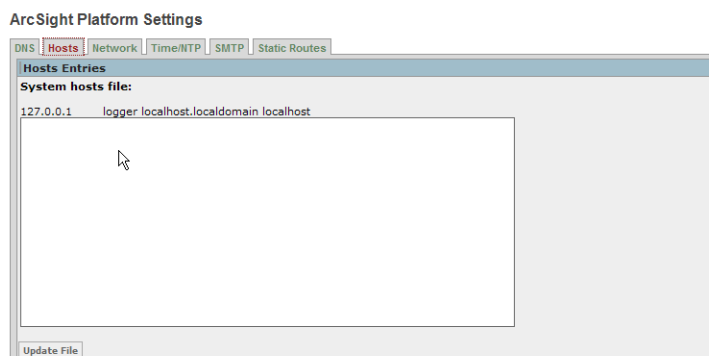 ArcSight Platform Settings
DNS Hosts Network Time/NTP SMTP Static Routes
Hosts Entries
System hosts file:
127.0.0.1 logger localhost.localdomain localhost
Update File